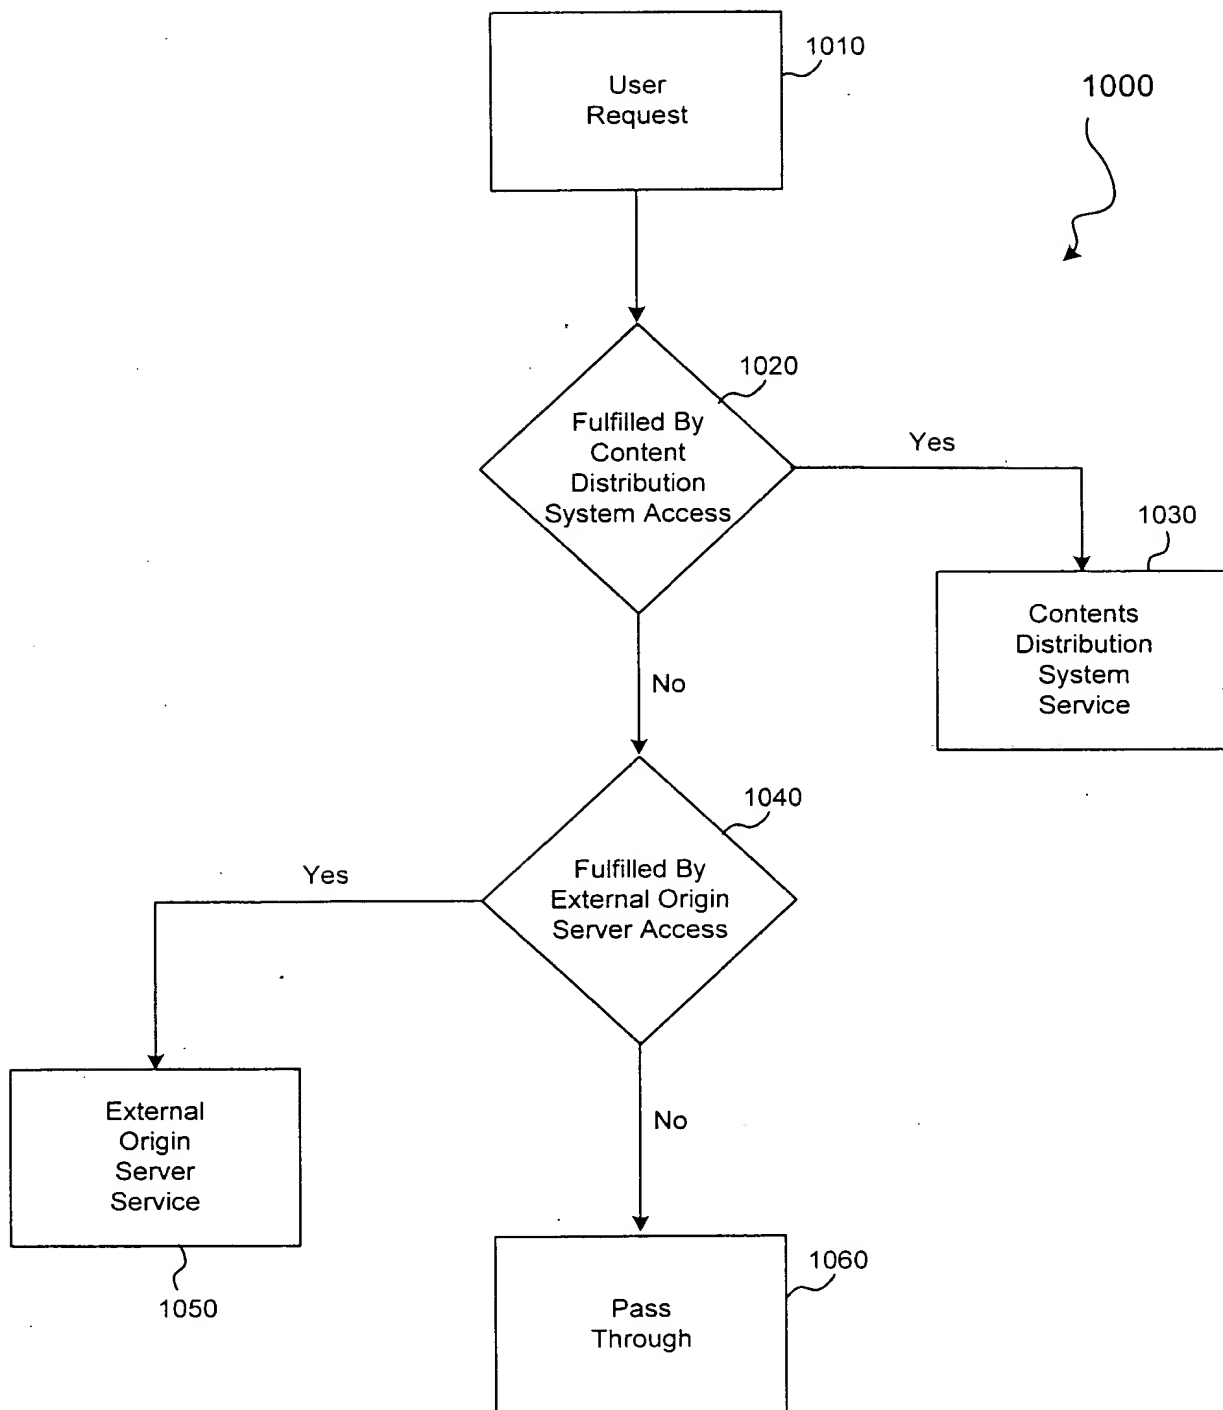 User
Request
1010
1000
1020
Fulfilled By
Content
Distribution
System Access
Yes
1030
Contents
Distribution
System
Service
No
1040
Fulfilled By
External Origin
Server Access
Yes
External
Origin
Server
Service
1050
No
1060
Pass
Through